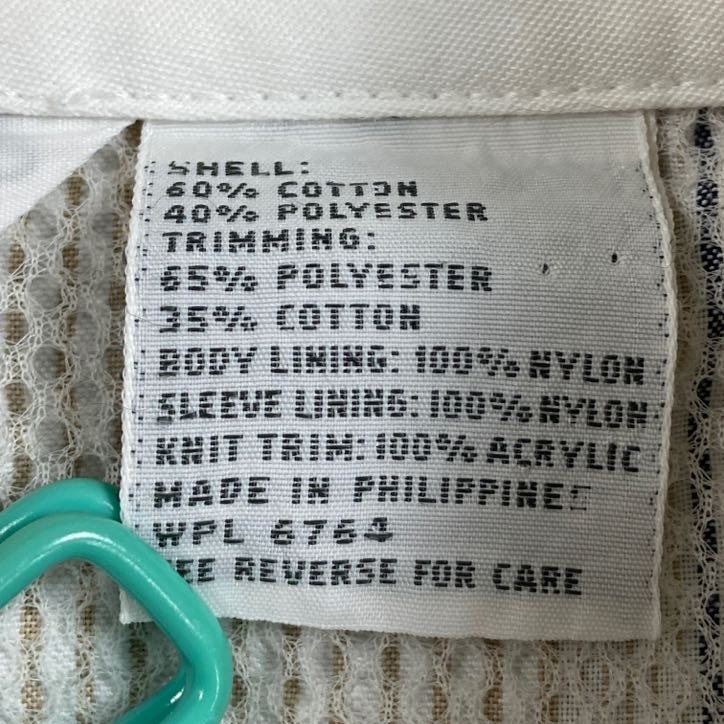 SHELL:
60% COTTON
40% POLYESTER
TRIMMING:
65% POLYESTER
35% COTTON
BODY LINING: 100% NYLON
SLEEVE LINING: 100% NYLON
KNIT TRIM: 100% ACRYLIC
MADE IN PHILIPPINES
WPL 6764
SEE REVERSE FOR CARE